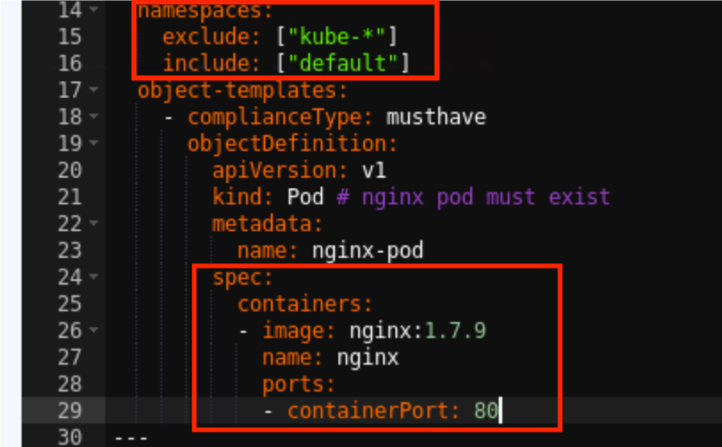 14 namespaces:
15 exclude: ["kube-*"]
16 include: ["default"]
17 object-templates:
18 - complianceType: musthave
19 objectDefinition:
20 apiVersion: v1
21 kind: Pod # nginx pod must exist
22 metadata:
23 name: nginx-pod
24 spec:
25 containers:
26 - image: nginx:1.7.9
27 name: nginx
28 ports:
29 - containerPort: 80
30 ---